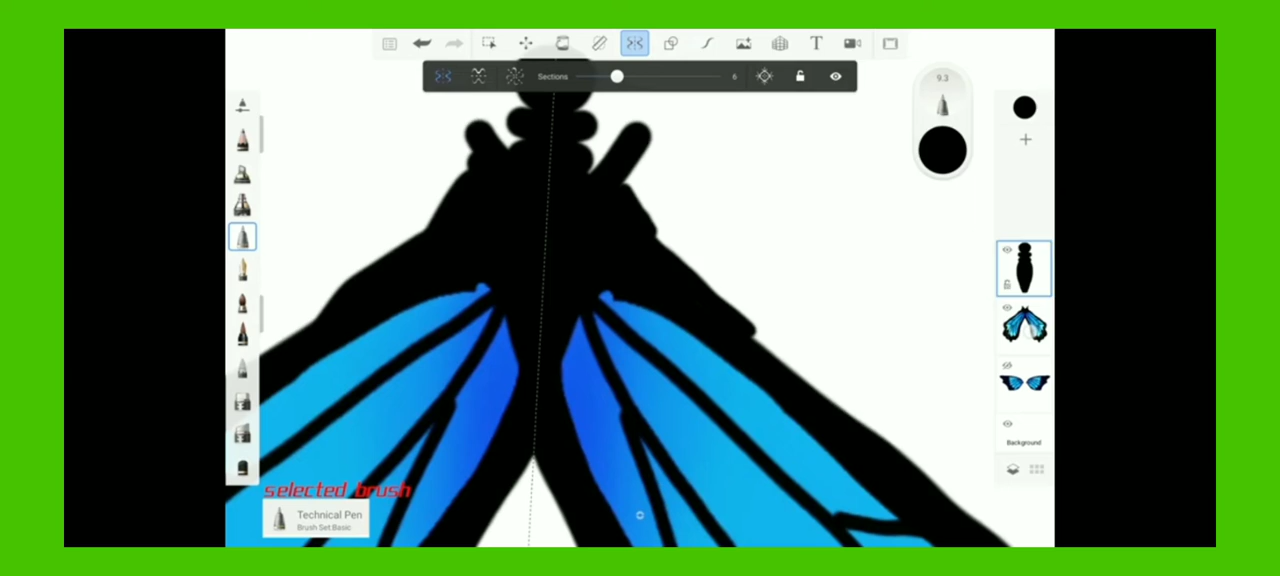 T
Sections 6
9.3
Background
selected brush
Technical Pen
Brush Set Basic